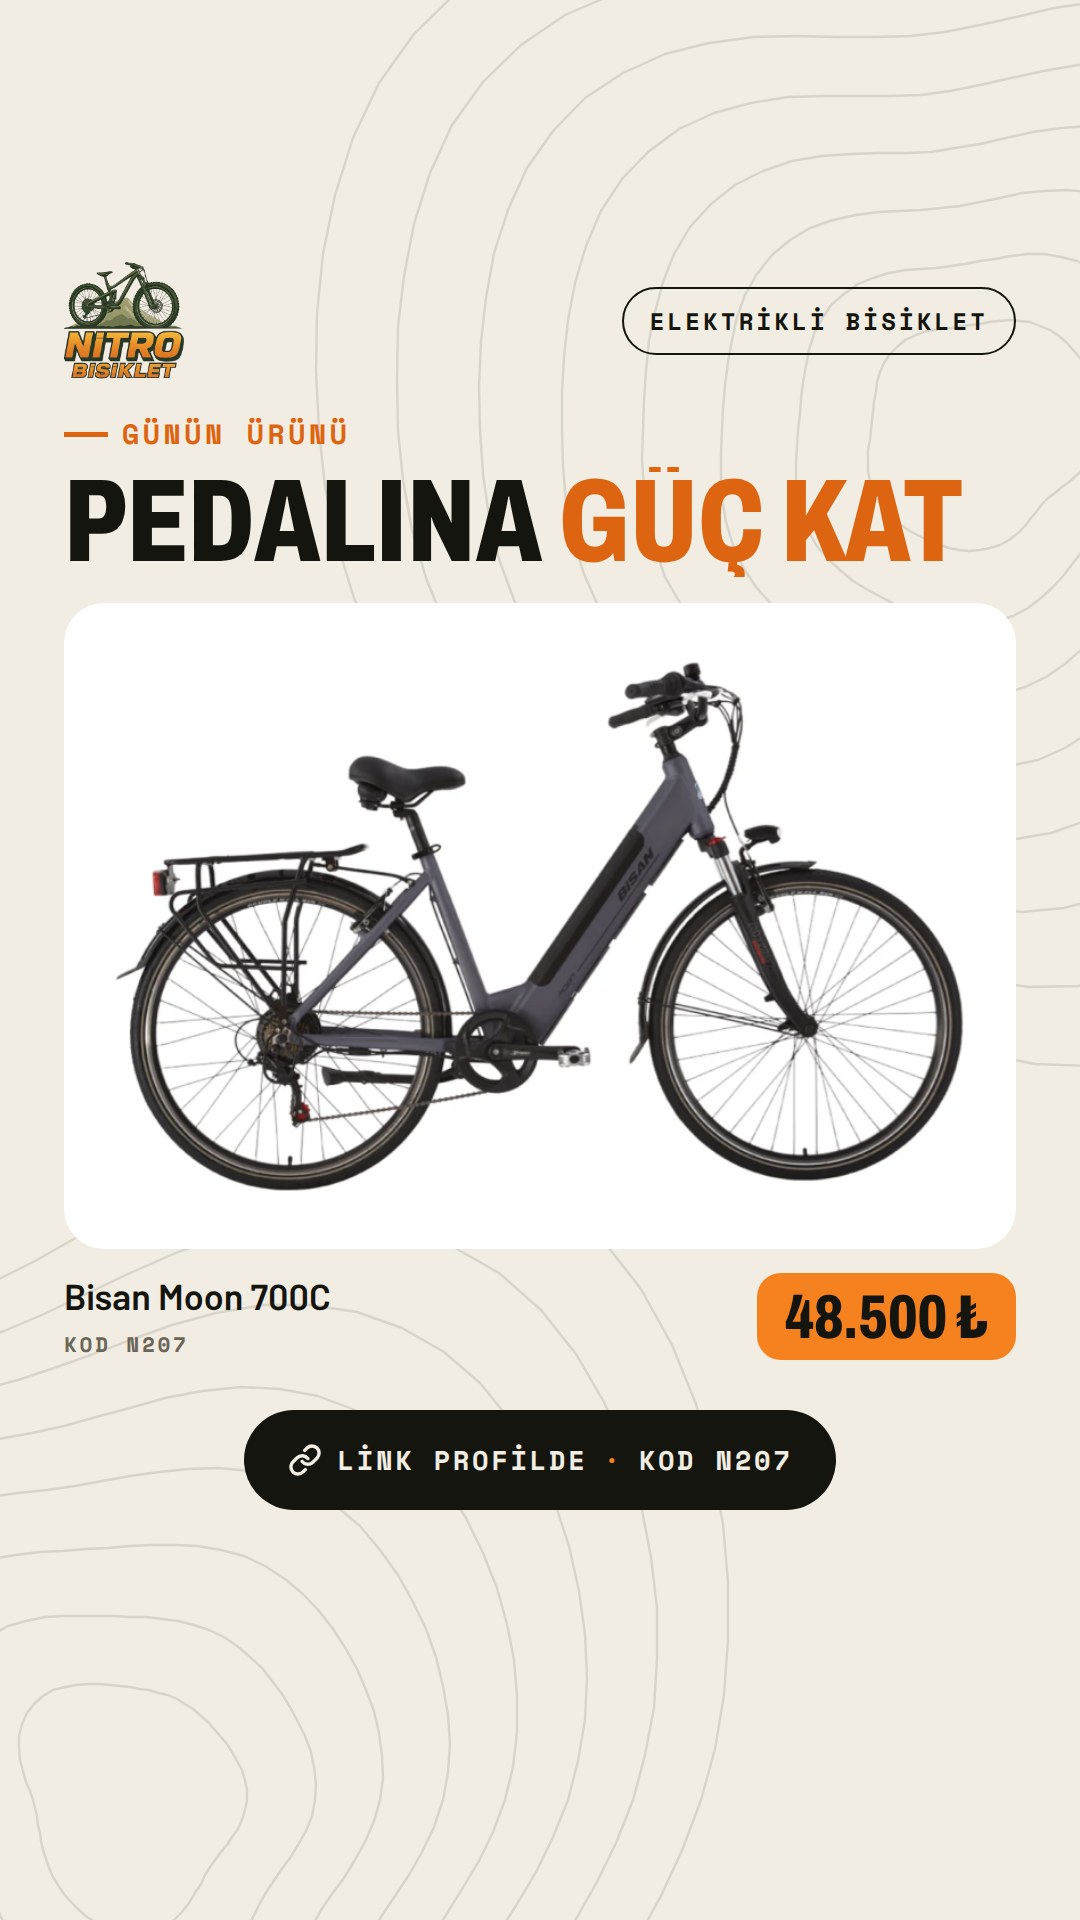 NiTRO
BISIKLET
ELEKTRİKLİ BİSİKLET
GÜNÜN ÜRÜNÜ
PEDALINA GÜÇ KAT
BISAN
Bisan Moon 700C
KOD N207
48.500 ₺
LİNK PROFİLDE · KOD N207